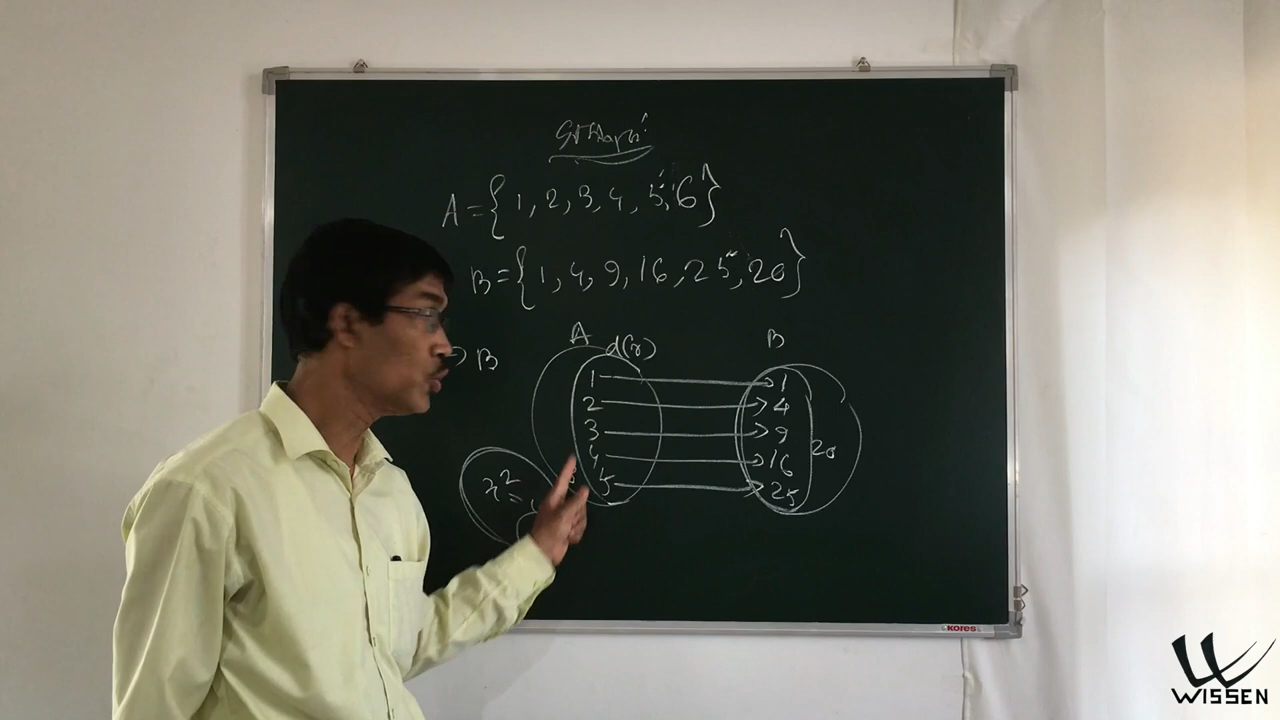 A = { 1, 2, 3, 4, 5, 6 }
B = { 1, 4, 9, 16, 25, 20 }
B
A
B
d(r)
1 1
2 4
3 9
4 16
5 25
20
x²
KORES
WISSEN